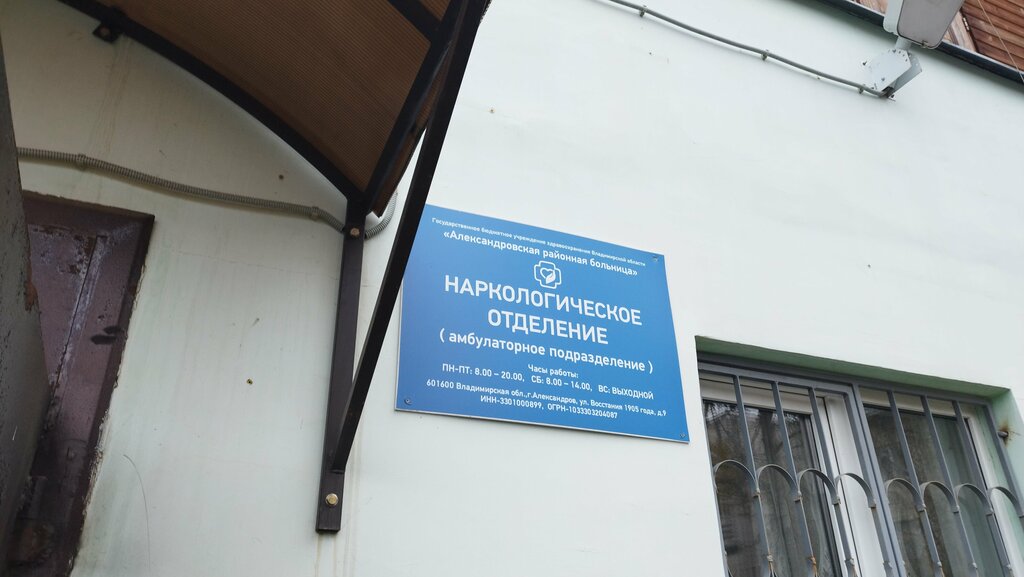 Государственное бюджетное учреждение здравоохранения Владимирской области
«Александровская районная больница»
НАРКОЛОГИЧЕСКОЕ
ОТДЕЛЕНИЕ
( амбулаторное подразделение )
Часы работы:
ПН-ПТ: 8.00 – 20.00, СБ: 8.00 – 14.00, ВС: ВЫХОДНОЙ
601600 Владимирская обл.,г.Александров, ул. Восстания 1905 года, д.9
ИНН-3301000899, ОГРН-1033303204087